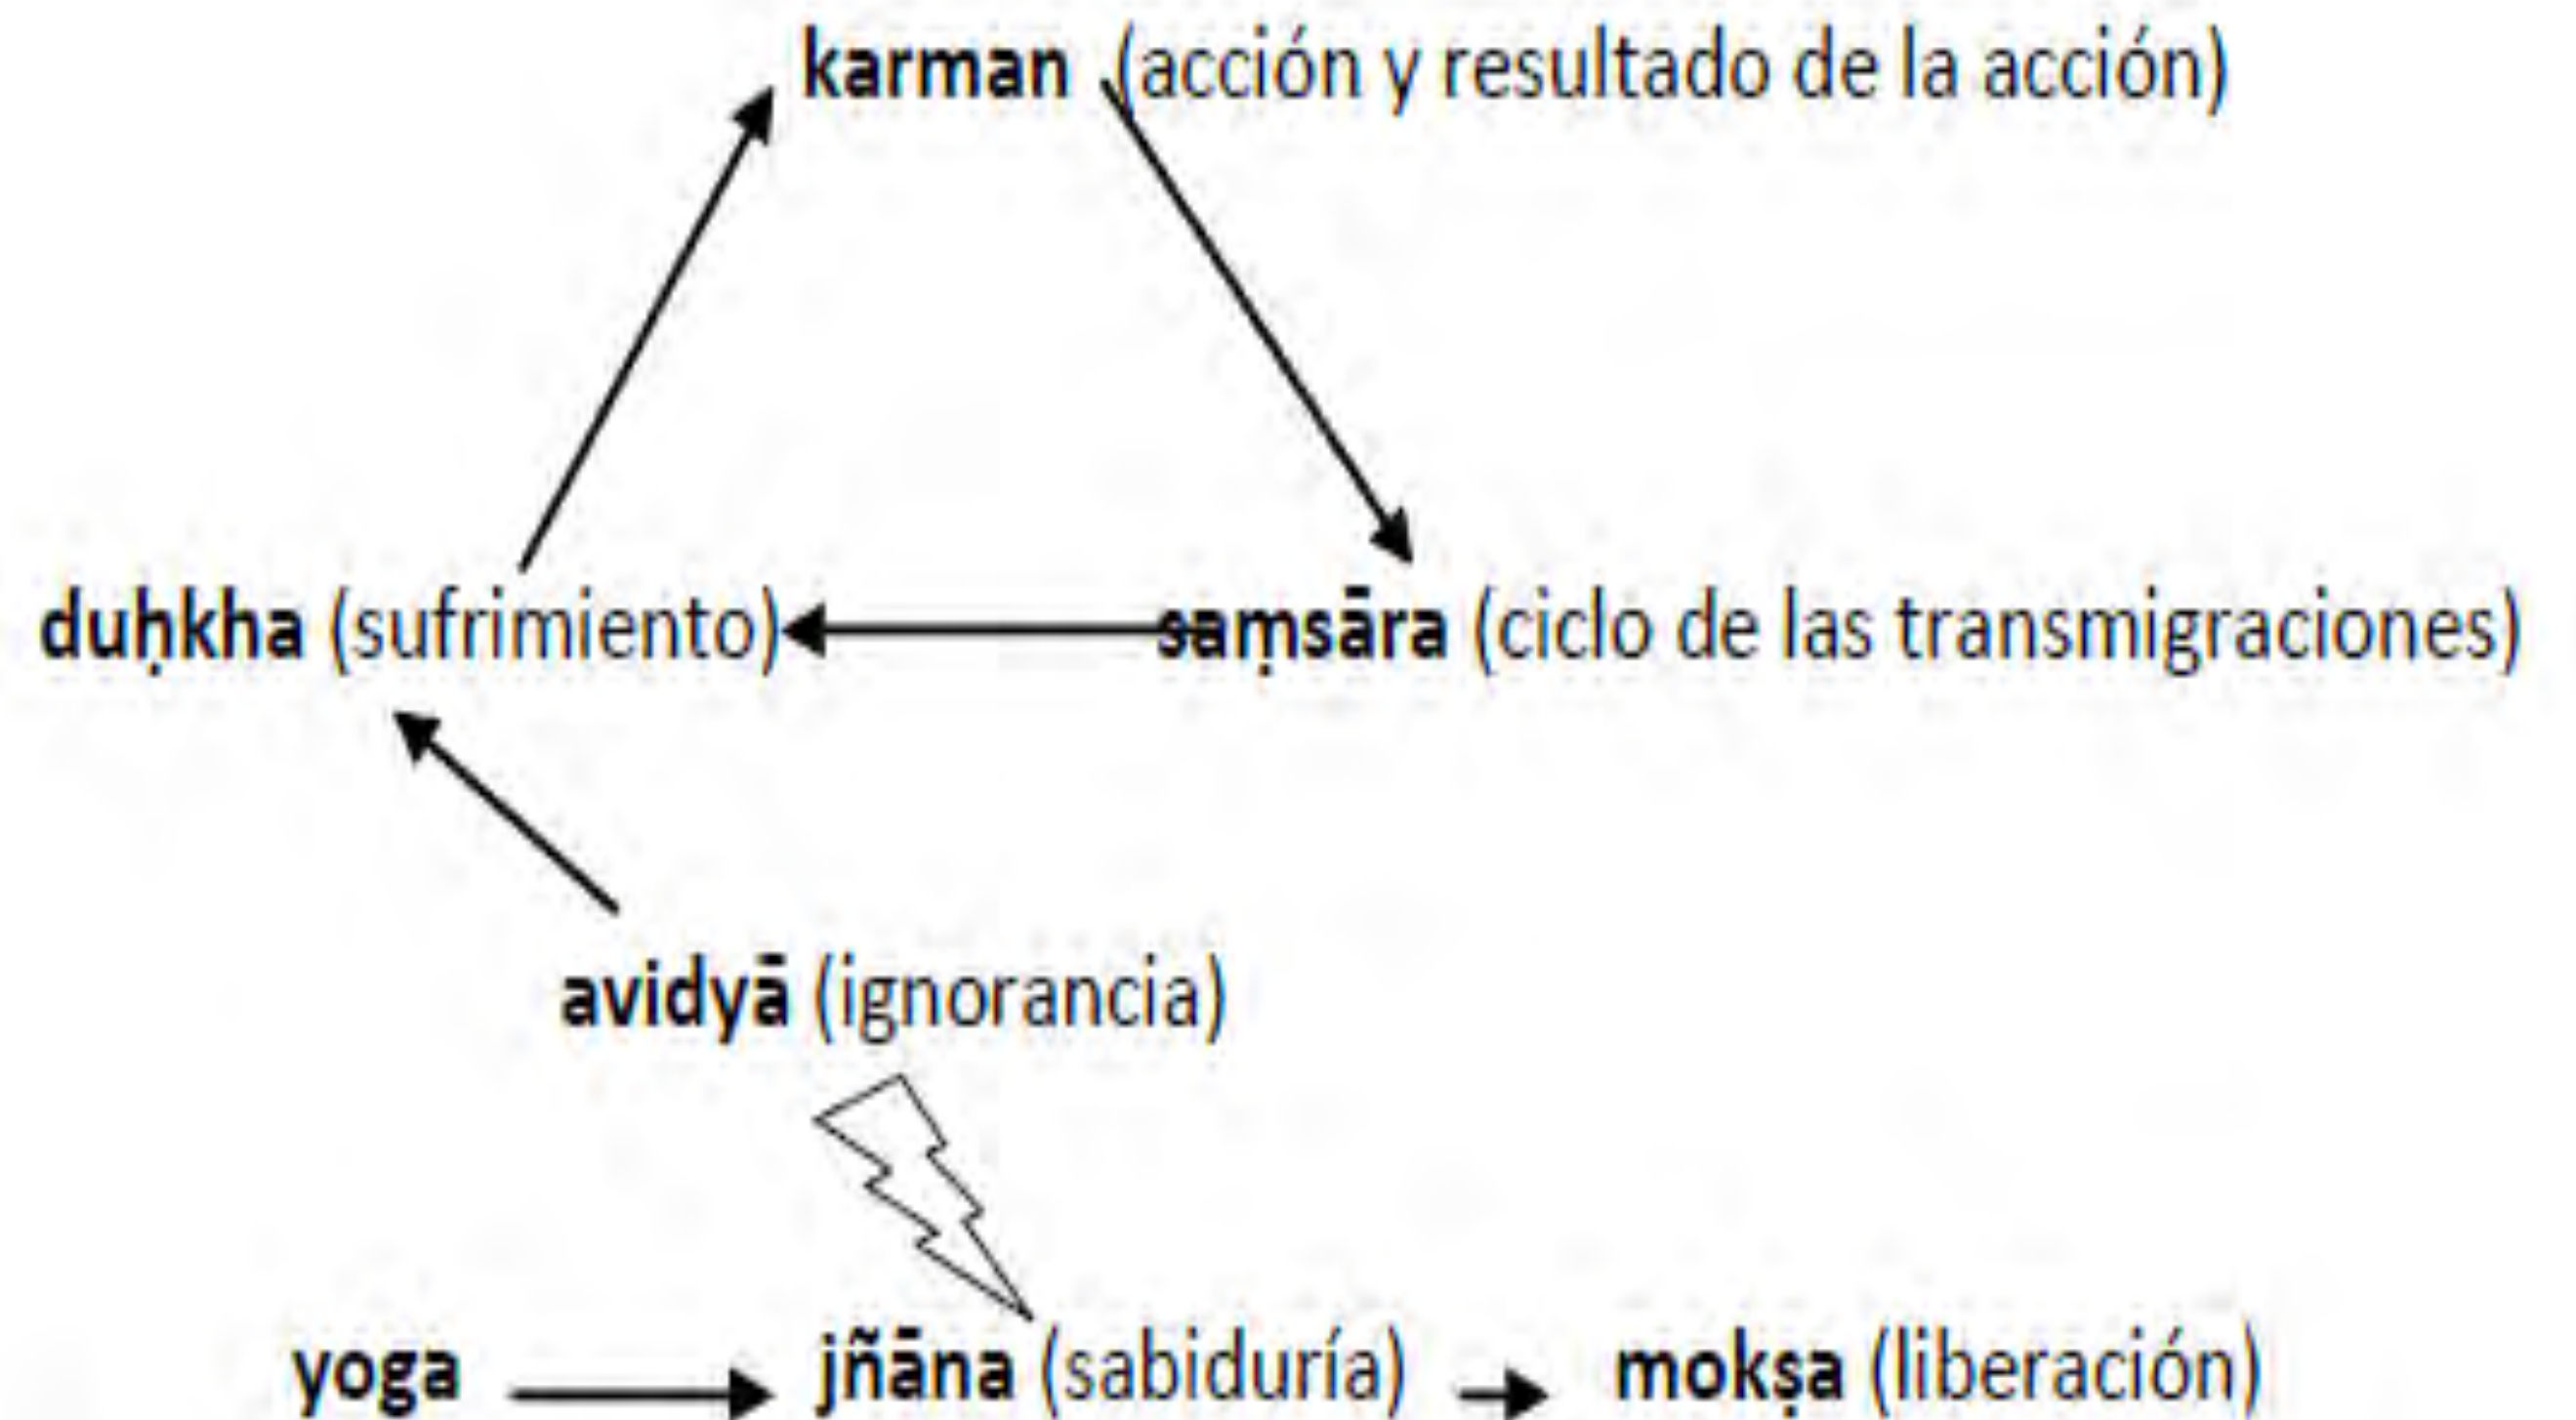 karman (acción y resultado de la acción)
duḥkha (sufrimiento) saṃsāra (ciclo de las transmigraciones)
avidyā (ignorancia)
yoga jñāna (sabiduría) mokṣa (liberación)